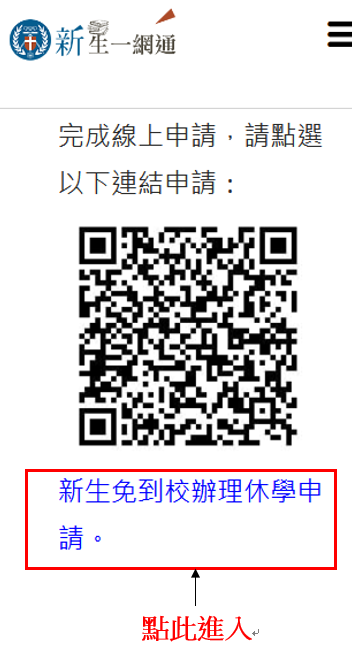 新生一網通
完成線上申請，請點選
以下連結申請：
新生免到校辦理休學申
請。
點此進入